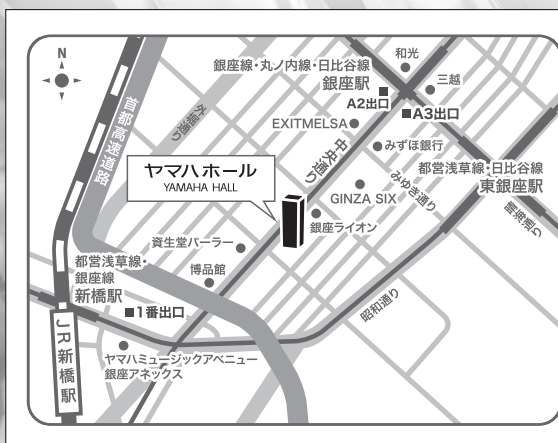 N
銀座線・丸ノ内線・日比谷線
銀座駅
和光
三越
A2出口
A3出口
首都高速道路
外堀通り
EXITMELSA
中央通り
みずほ銀行
都営浅草線・日比谷線
東銀座駅
ヤマハホール
YAMAHA HALL
GINZA SIX
みゆき通り
晴海通り
銀座ライオン
資生堂パーラー
都営浅草線・
銀座線
新橋駅
博品館
昭和通り
1番出口
JR新橋駅
ヤマハミュージックアベニュー
銀座アネックス